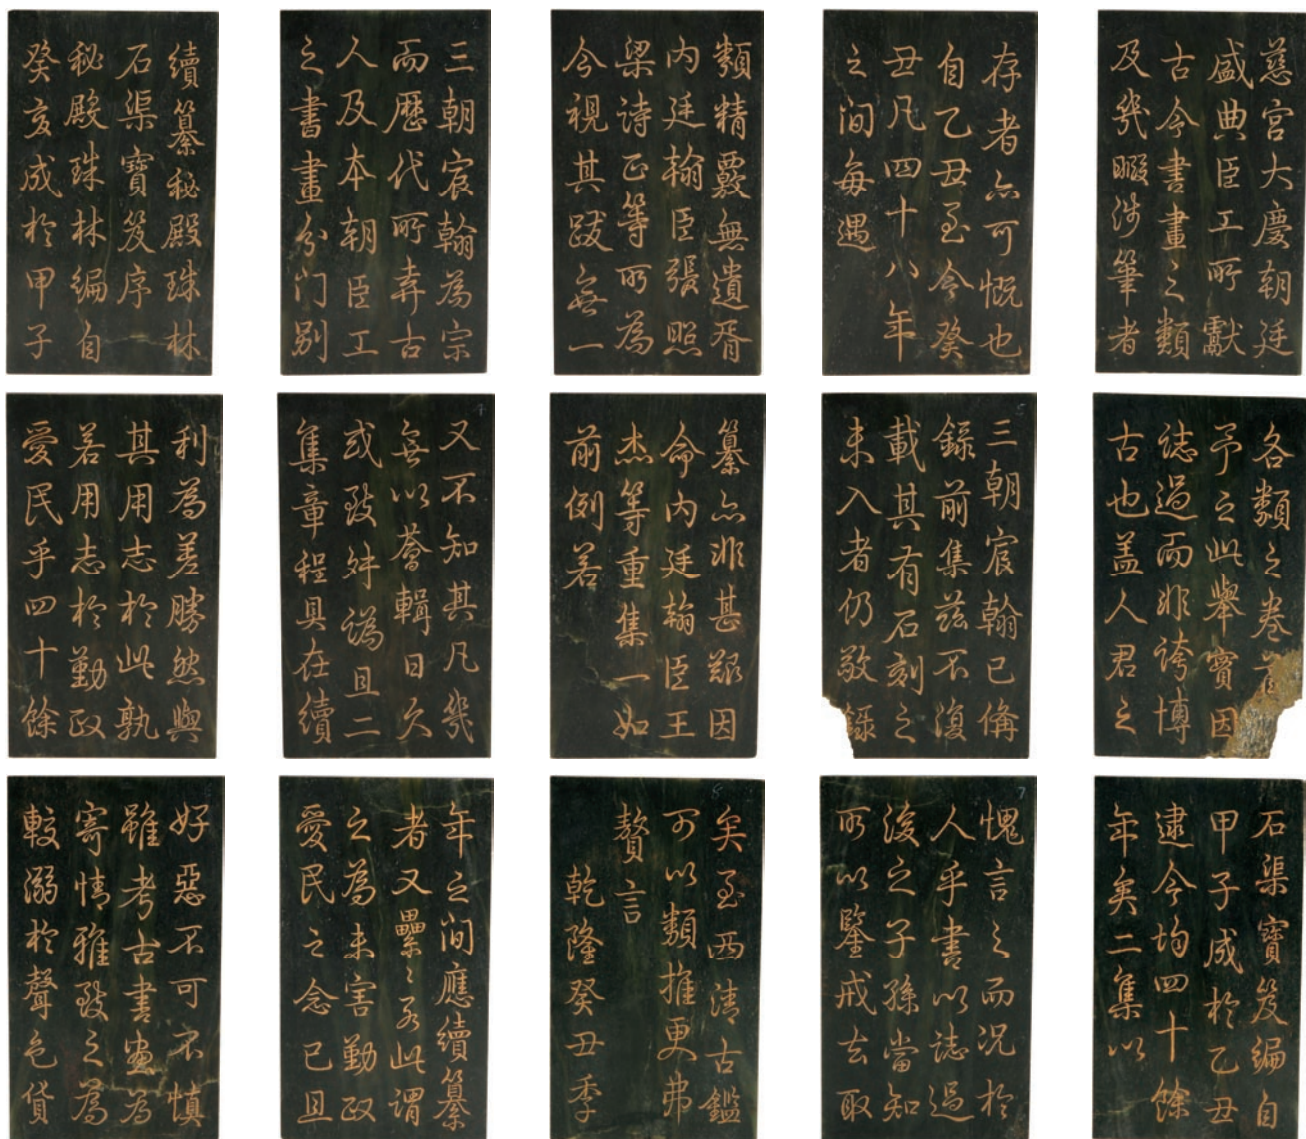 續纂秘殿珠林
石渠寶笈序
秘殿珠林編自
癸亥成於甲子
三朝宸翰為宗
而歷代所弆古
人及本朝臣工
之書畫分門別
類精覈無遺胥
内廷翰臣張照
梁詩正等所為
今視其跋無一
存者亦可慨也
自乙丑至今癸
丑凡四十八年
之間每遇
慈宮大慶朝廷
盛典臣工所獻
古今書畫之類
及幾暇涉筆者
利為差勝然與
其用志於此孰
若用志於勤政
愛民乎四十餘
又不知其凡幾
無以薈輯日久
或致舛譌且二
集章程具在續
纂亦非甚艱因
命内廷翰臣王
杰等重集一如
前例若
三朝宸翰已備
錄前集茲不復
載其有石刻之
未入者仍敬錄
各類之卷首
予之此舉實因
誌過而非誇博
古也盖人君之
好惡不可不慎
雖考古書畫為
寄情雅致之為
較溺於聲色貨
年之間應續纂
者又纍々若此謂
之為未害勤政
愛民之念已且
矣至西清古鑑
可以類推更弗
贅言
乾隆癸丑季
愧言之而況於
人乎書以誌過
後之子孫當知
所以鑒戒去取
石渠寶笈編自
甲子成於乙丑
逮今均四十餘
年矣二集以